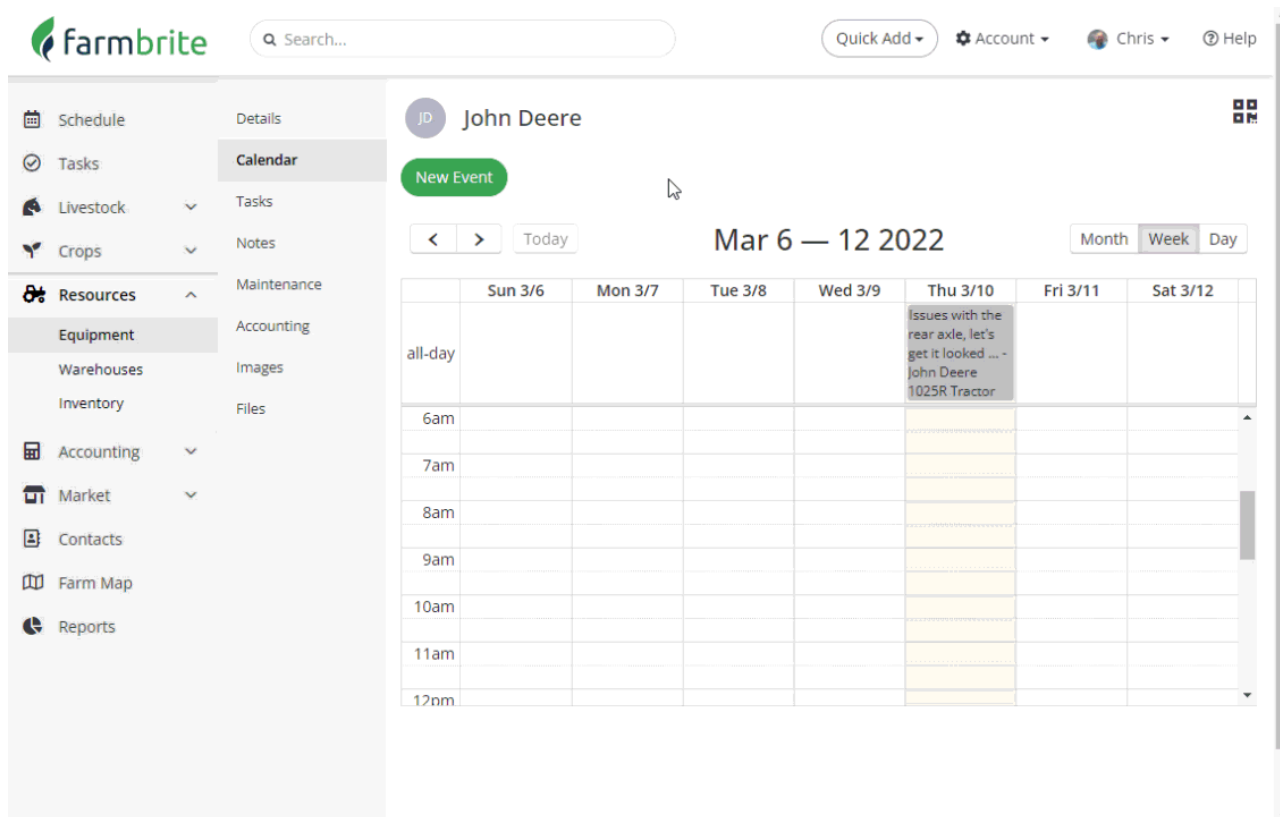 farmbrite
Search...
Quick Add
Account
Chris
Help
Schedule
Tasks
Livestock
Crops
Resources
Equipment
Warehouses
Inventory
Accounting
Market
Contacts
Farm Map
Reports
Details
Calendar
Tasks
Notes
Maintenance
Accounting
Images
Files
JD
John Deere
New Event
Today
Mar 6 — 12 2022
Month Week Day
Sun 3/6 Mon 3/7 Tue 3/8 Wed 3/9 Thu 3/10 Fri 3/11 Sat 3/12
all-day
Issues with the
rear axle, let's
get it looked ... -
John Deere
1025R Tractor
6am
7am
8am
9am
10am
11am
12pm